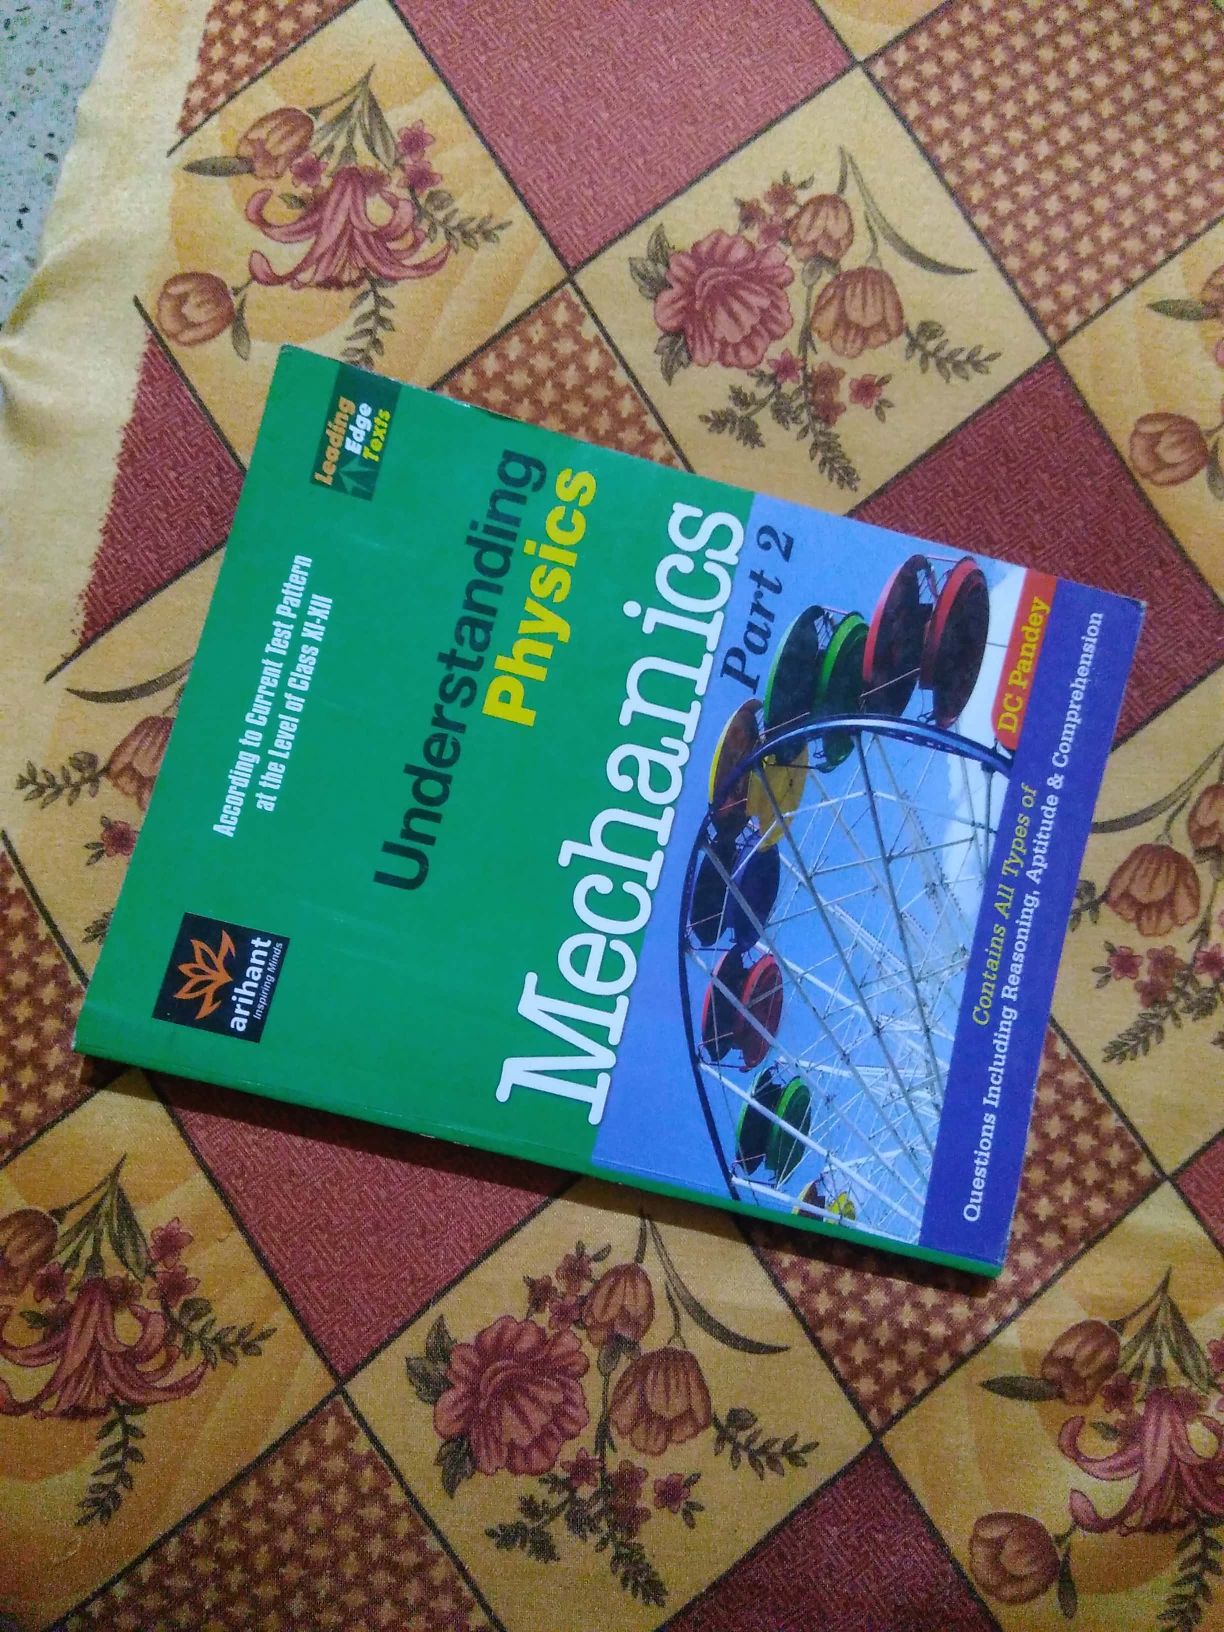 Leading
Edge
Texts
According to Current Test Pattern
at the Level of Class XI-XII
arihant
Inspiring Minds
Understanding
Physics
Mechanics
Part 2
DC Pandey
Contains All Types of
Questions Including Reasoning, Aptitude & Comprehension